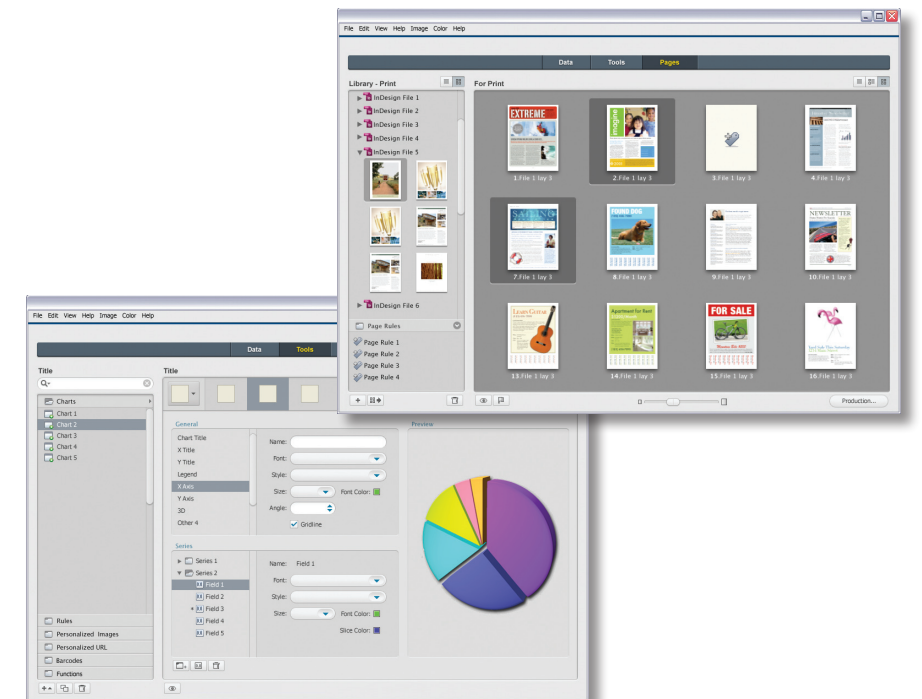 File Edit View Help Image Color Help
Data Tools Pages
Library - Print
For Print
InDesign File 1
InDesign File 2
InDesign File 3
InDesign File 4
InDesign File 5
InDesign File 6
Page Rules
Page Rule 1
Page Rule 2
Page Rule 3
Page Rule 4
EXTREME
imagine
1.File 1 lay 3
2.File 1 lay 3
3.File 1 lay 3
4.File 1 lay 3
SAILING
FOUND DOG
NEWSLETTER
7.File 1 lay 3
8.File 1 lay 3
9.File 1 lay 3
10.File 1 lay 3
Learn Guitar
Apartment for Rent
FOR SALE
13.File 1 lay 3
14.File 1 lay 3
15.File 1 lay 3
16.File 1 lay 3
Production...
File Edit View Help Image Color Help
Data Tools
Title
Title
Charts
Chart 1
Chart 2
Chart 3
Chart 4
Chart 5
Rules
Personalized Images
Personalized URL
Barcodes
Functions
General
Chart Title
X Title
Y Title
Legend
X Axis
Y Axis
3D
Other 4
Name:
Font:
Style:
Size:
Font Color:
Angle:
Gridline
Series
Series 1
Series 2
Field 1
Field 2
Field 3
Field 4
Field 5
Name: Field 1
Font:
Style:
Size:
Font Color:
Slice Color:
Preview